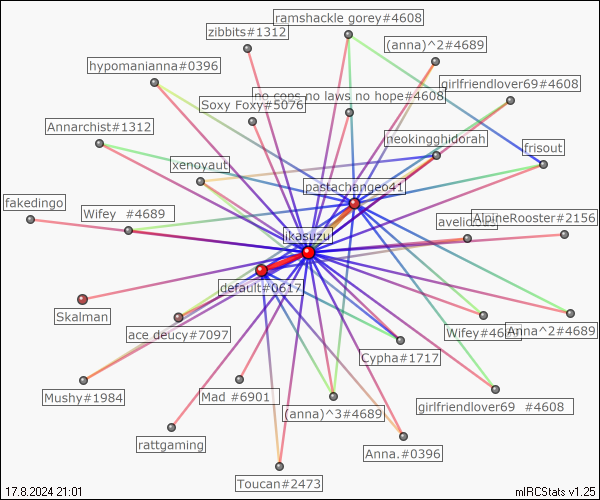 ramshackle gorey#4608
zibbits#1312
(anna)^2#4689
hypomanianna#0396
girlfriendlover69#4608
no cops no laws no hope#4608
Soxy Foxy#5076
Annarchist#1312
neokingghidorah
frisout
xenoyaut
pastachangeo41
fakedingo
Wifey #4689
AlpineRooster#2156
ikasuzu
default#0617
Skalman
ace deucy#7097
Anna^2#4689
Cypha#1717
Mushy#1984
Mad #6901
(anna)^3#4689
girlfriendlover69 #4608
rattgaming
Anna.#0396
Toucan#2473
17.8.2024 21:01
mIRCStats v1.25